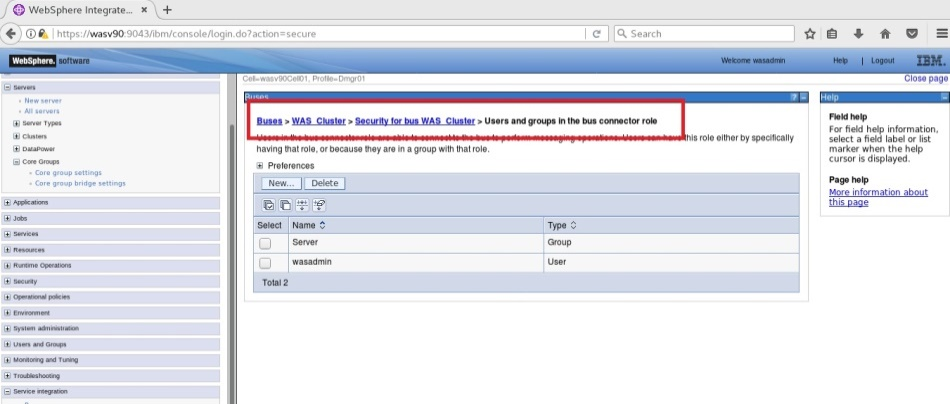 WebSphere Integrate...
https://wasv90:9043/ibm/console/login.do?action=secure
Search
WebSphere. software
Welcome wasadmin
Help | Logout
IBM.
Cell=wasv90Cell01, Profile=Dmgr01
Close page
Servers
New server
All servers
Server Types
Clusters
DataPower
Core Groups
Core group settings
Core group bridge settings
Applications
Jobs
Services
Resources
Runtime Operations
Security
Operational policies
Environment
System administration
Users and Groups
Monitoring and Tuning
Troubleshooting
Service integration
Buses
Buses > WAS_Cluster > Security for bus WAS_Cluster > Users and groups in the bus connector role
Users in the bus connector role are able to connect to the bus to perform messaging operations. Users can have this role either by specifically
having that role, or because they are in a group with that role.
Preferences
New... Delete
Select Name Type
Server Group
wasadmin User
Total 2
Help
Field help
For field help information,
select a field label or list
marker when the help
cursor is displayed.
Page help
More information about
this page